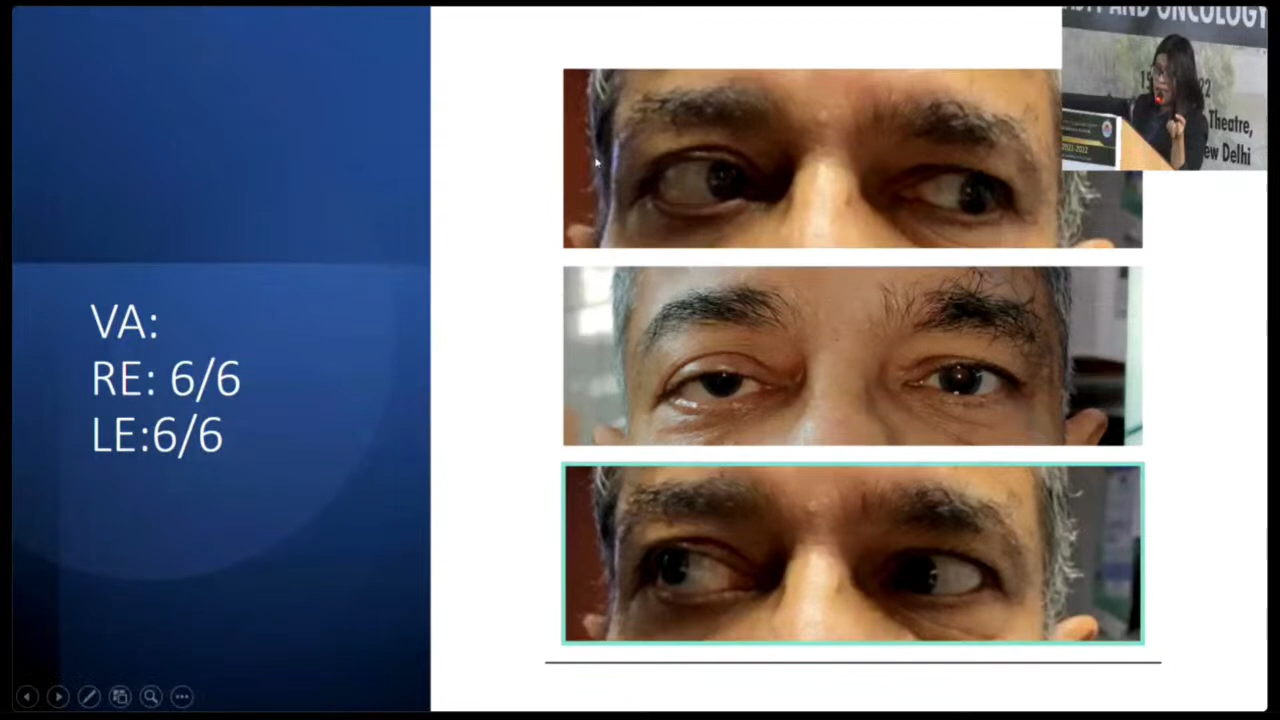 VA:
RE: 6/6
LE:6/6
AND ONCOLOGY
Theatre,
ew Delhi
2021-2022